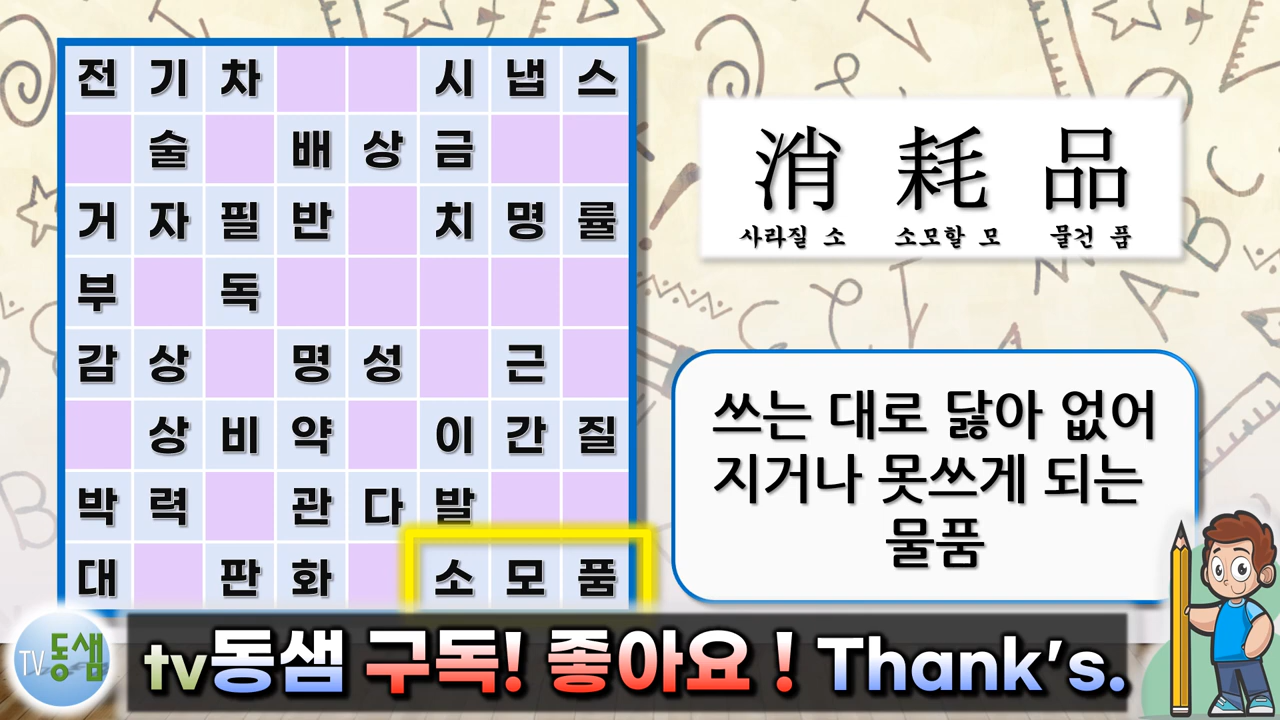 전 기 차 시 냅 스
술 배 상 금
거 자 필 반 치 명 률
부 독
감 상 명 성 근
상 비 약 이 간 질
박 력 관 다 발
대 판 화 소 모 품
消 耗 品
사라질 소 소모할 모 물건 품
쓰는 대로 닳아 없어
지거나 못쓰게 되는
물품
TV동샘
tv동샘 구독! 좋아요 ! Thank's.